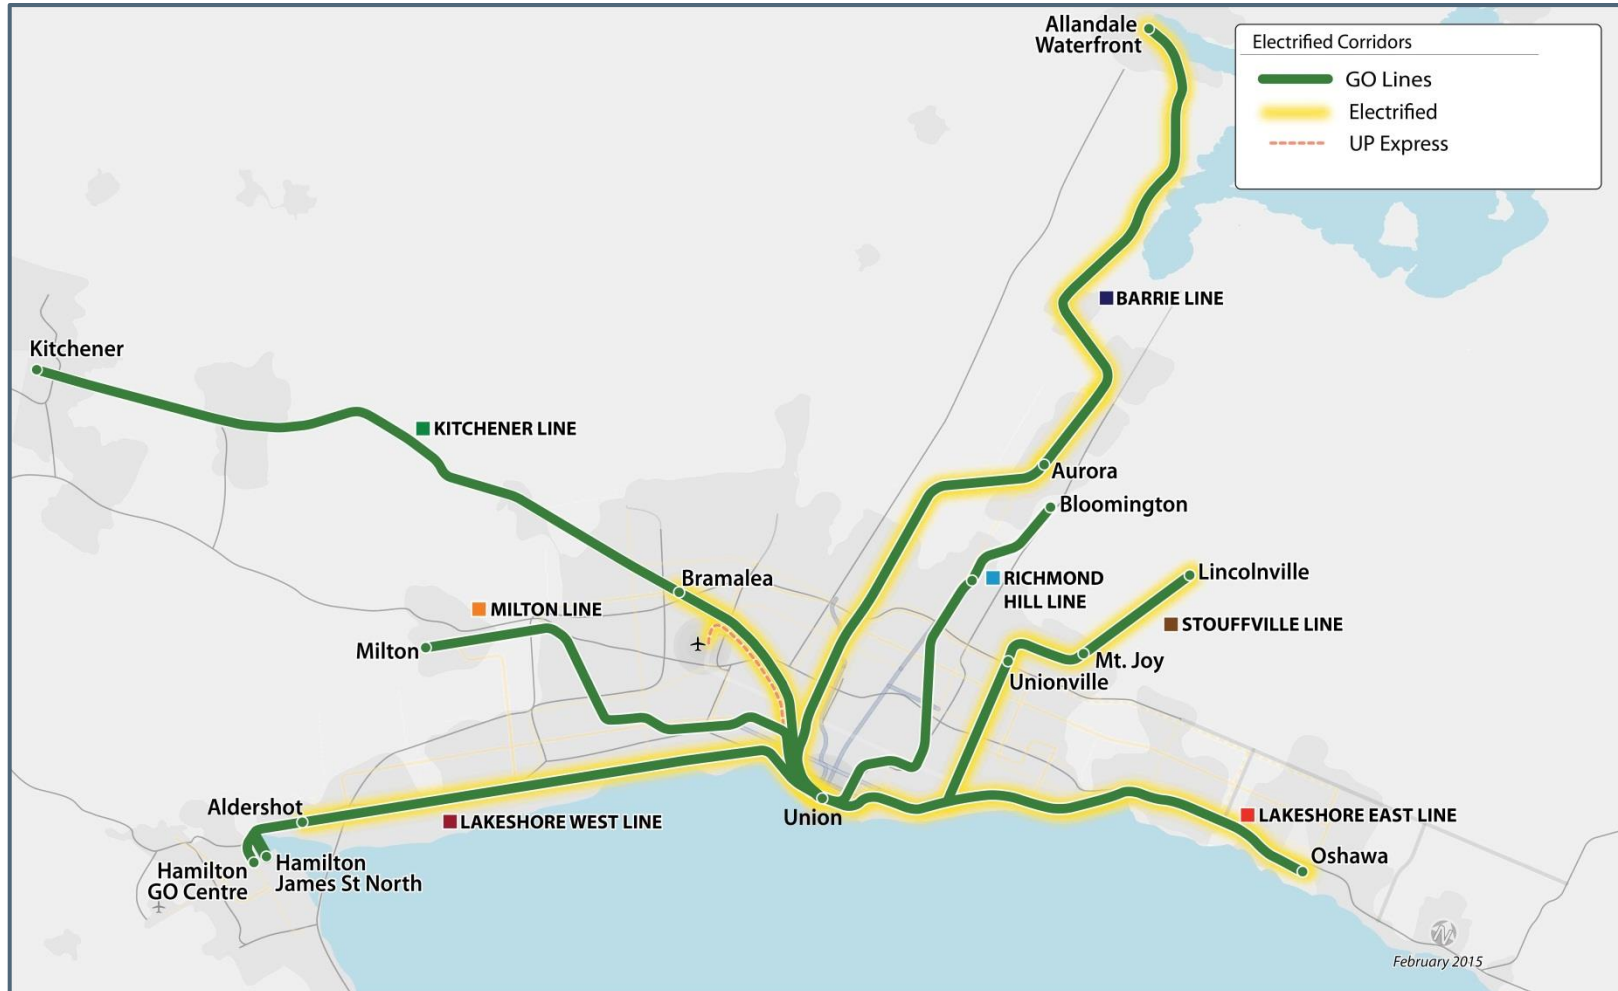 Allandale
Waterfront
Electrified Corridors
GO Lines
Electrified
UP Express
BARRIE LINE
Kitchener
KITCHENER LINE
Aurora
Bloomington
Bramalea
Lincolnville
RICHMOND
HILL LINE
MILTON LINE
STOUFFVILLE LINE
Milton
Mt. Joy
Unionville
Aldershot
Union
LAKESHORE WEST LINE
LAKESHORE EAST LINE
Oshawa
Hamilton
GO Centre
Hamilton
James St North
N
February 2015